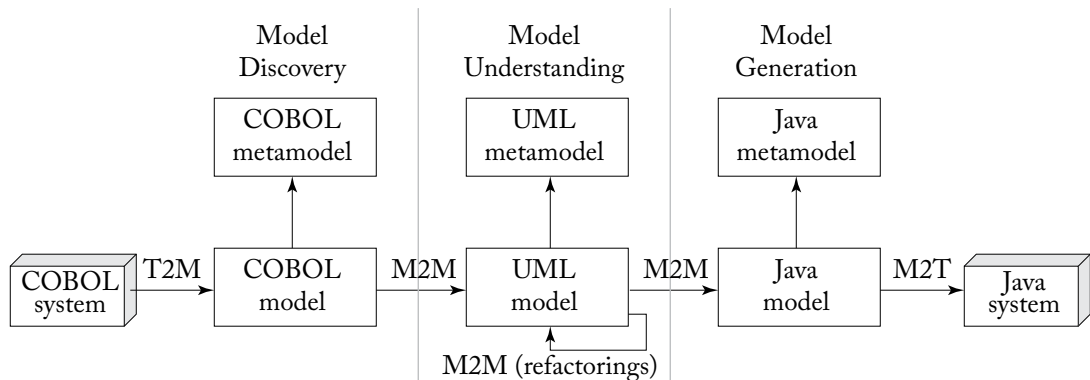 Model
Discovery
Model
Understanding
Model
Generation
COBOL
metamodel
UML
metamodel
Java
metamodel
COBOL
system
T2M
COBOL
model
M2M
UML
model
M2M
Java
model
M2T
Java
system
M2M (refactorings)